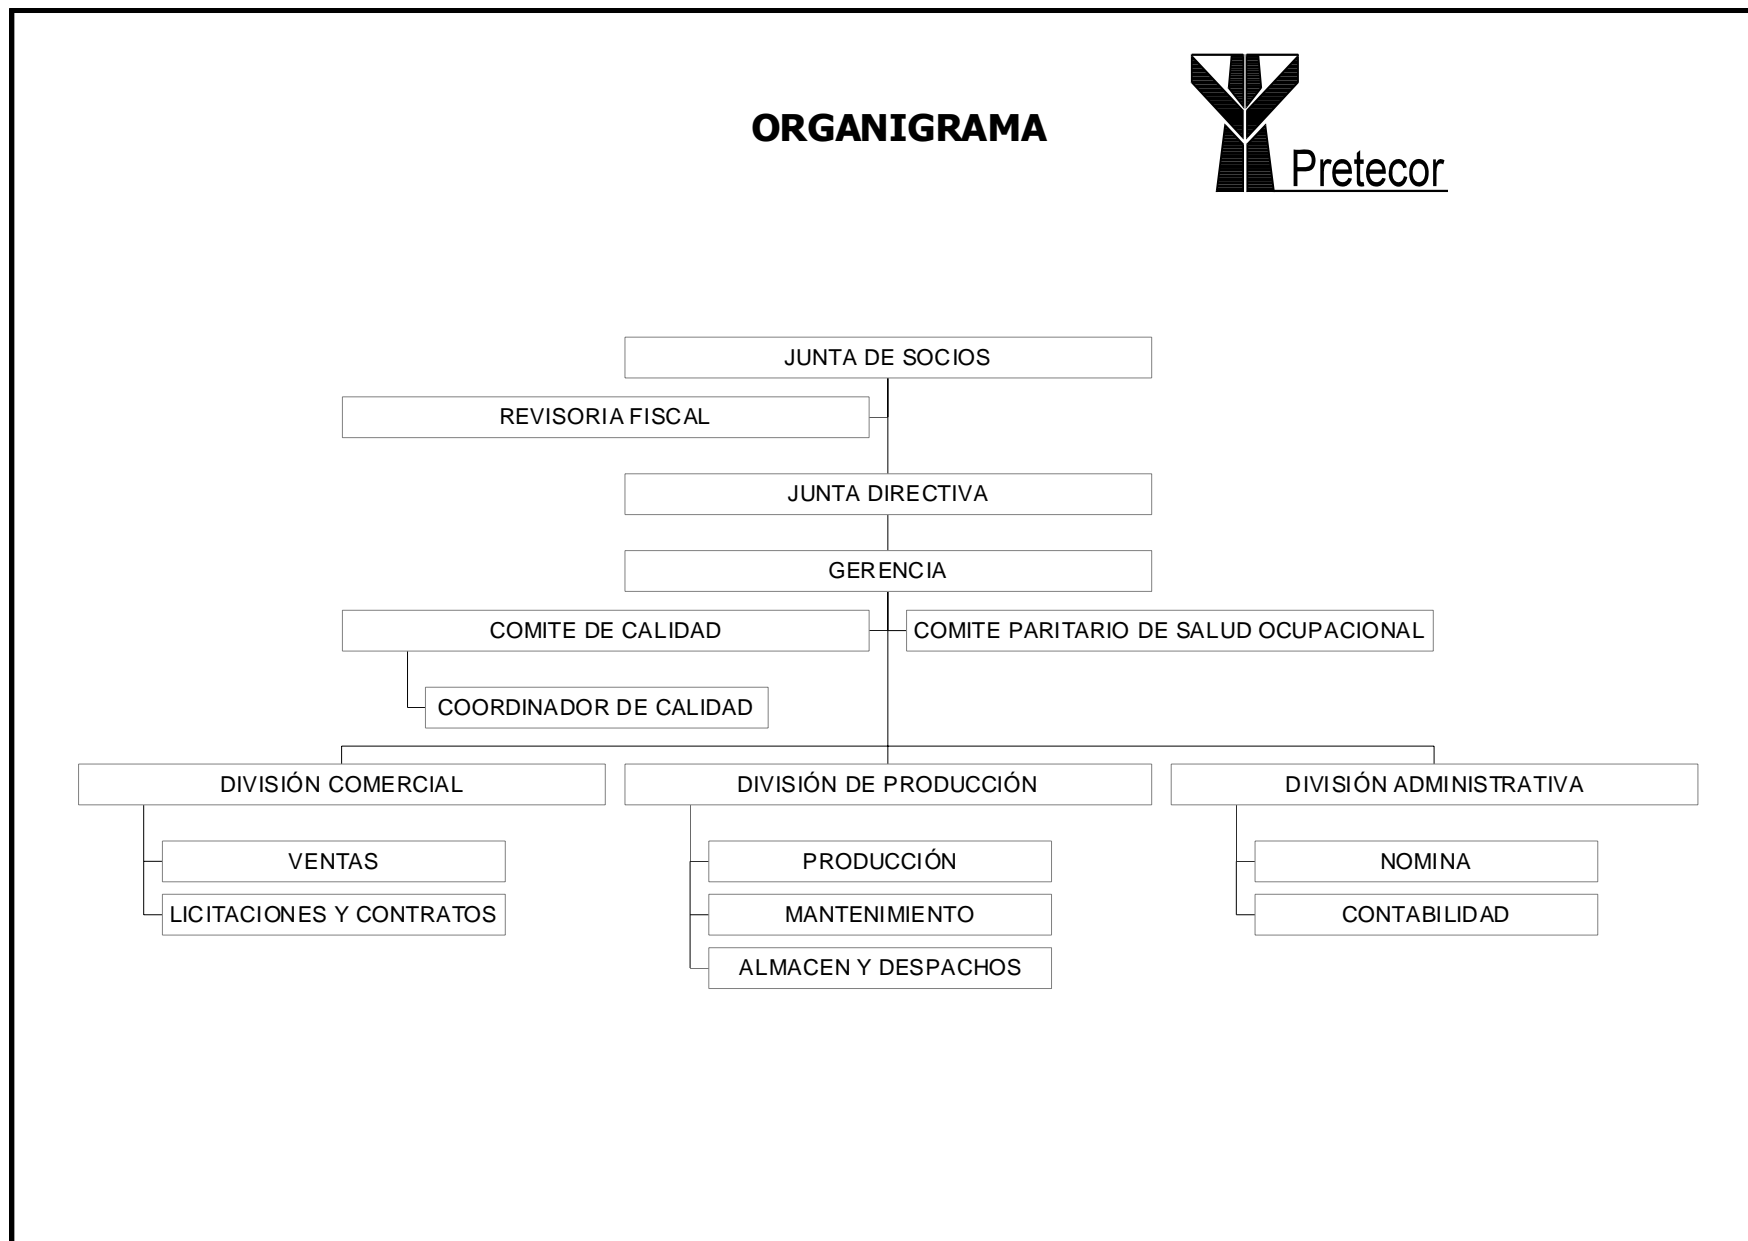 ORGANIGRAMA
Pretecor
JUNTA DE SOCIOS
REVISORIA FISCAL
JUNTA DIRECTIVA
GERENCIA
COMITE DE CALIDAD
COMITE PARITARIO DE SALUD OCUPACIONAL
COORDINADOR DE CALIDAD
DIVISIÓN COMERCIAL
VENTAS
LICITACIONES Y CONTRATOS
DIVISIÓN DE PRODUCCIÓN
PRODUCCIÓN
MANTENIMIENTO
ALMACEN Y DESPACHOS
DIVISIÓN ADMINISTRATIVA
NOMINA
CONTABILIDAD